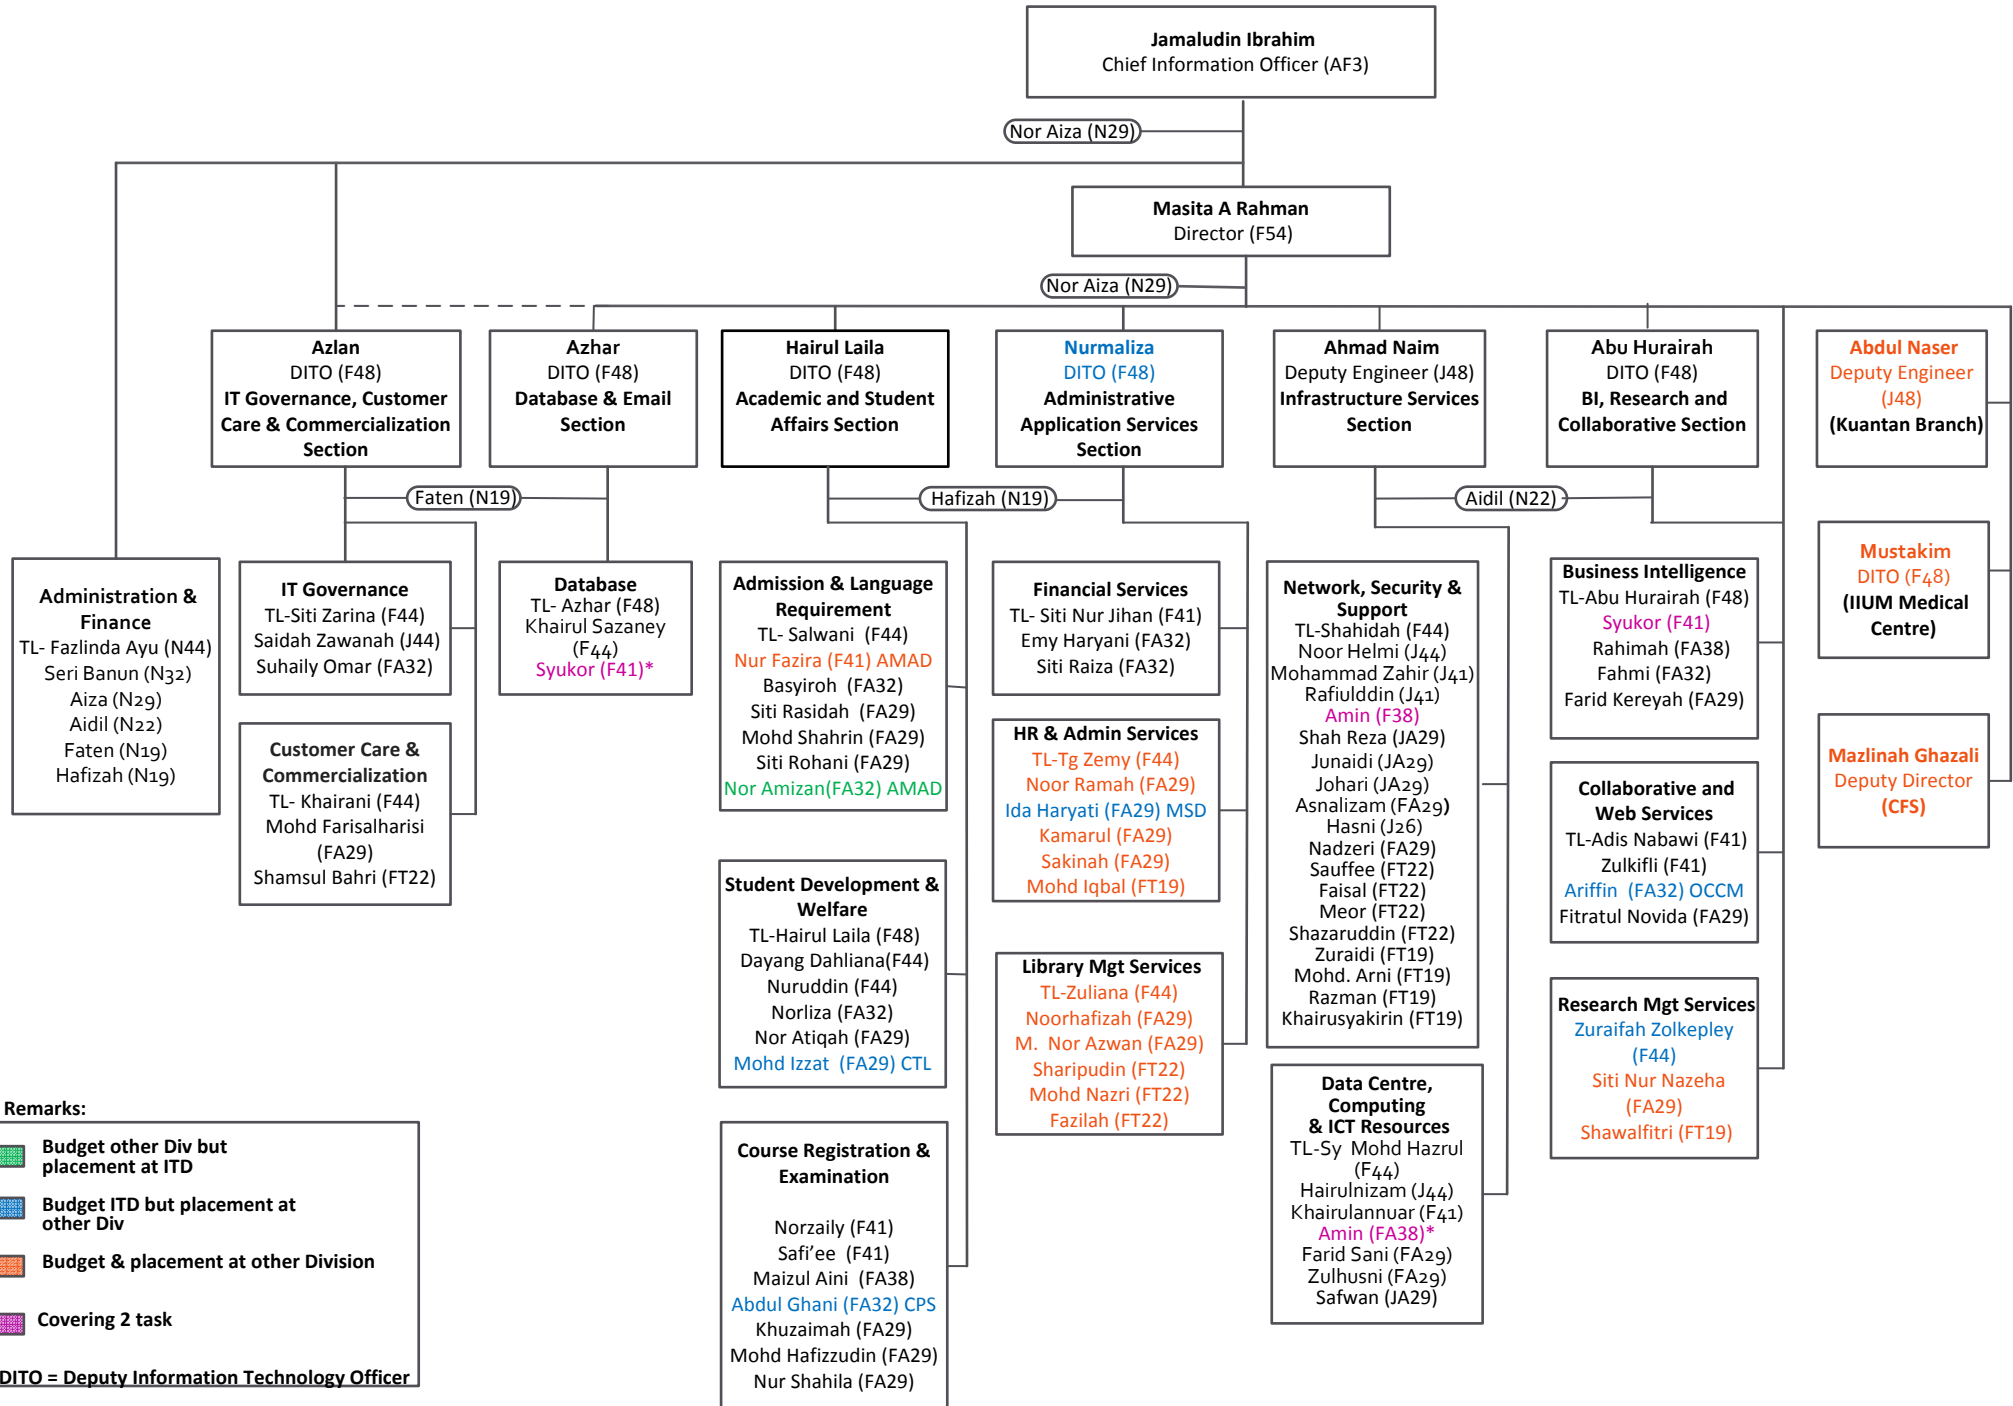 Jamaludin Ibrahim
Chief Information Officer (AF3)
Nor Aiza (N29)
Masita A Rahman
Director (F54)
Nor Aiza (N29)
Azlan
DITO (F48)
IT Governance, Customer
Care & Commercialization
Section
Azhar
DITO (F48)
Database & Email
Section
Hairul Laila
DITO (F48)
Academic and Student
Affairs Section
Nurmaliza
DITO (F48)
Administrative
Application Services
Section
Ahmad Naim
Deputy Engineer (J48)
Infrastructure Services
Section
Abu Hurairah
DITO (F48)
BI, Research and
Collaborative Section
Abdul Naser
Deputy Engineer
(J48)
(Kuantan Branch)
Faten (N19)
Hafizah (N19)
Aidil (N22)
Administration &
Finance
TL- Fazlinda Ayu (N44)
Seri Banun (N32)
Aiza (N29)
Aidil (N22)
Faten (N19)
Hafizah (N19)
IT Governance
TL-Siti Zarina (F44)
Saidah Zawanah (J44)
Suhaily Omar (FA32)
Customer Care &
Commercialization
TL- Khairani (F44)
Mohd Farisalharisi
(FA29)
Shamsul Bahri (FT22)
Database
TL- Azhar (F48)
Khairul Sazaney
(F44)
Syukor (F41)*
Admission & Language
Requirement
TL- Salwani (F44)
Nur Fazira (F41) AMAD
Basyiroh (FA32)
Siti Rasidah (FA29)
Mohd Shahrin (FA29)
Siti Rohani (FA29)
Nor Amizan(FA32) AMAD
Student Development &
Welfare
TL-Hairul Laila (F48)
Dayang Dahliana(F44)
Nuruddin (F44)
Norliza (FA32)
Nor Atiqah (FA29)
Mohd Izzat (FA29) CTL
Course Registration &
Examination
Norzaily (F41)
Safi’ee (F41)
Maizul Aini (FA38)
Abdul Ghani (FA32) CPS
Khuzaimah (FA29)
Mohd Hafizzudin (FA29)
Nur Shahila (FA29)
Financial Services
TL- Siti Nur Jihan (F41)
Emy Haryani (FA32)
Siti Raiza (FA32)
HR & Admin Services
TL-Tg Zemy (F44)
Noor Ramah (FA29)
Ida Haryati (FA29) MSD
Kamarul (FA29)
Sakinah (FA29)
Mohd Iqbal (FT19)
Library Mgt Services
TL-Zuliana (F44)
Noorhafizah (FA29)
M. Nor Azwan (FA29)
Sharipudin (FT22)
Mohd Nazri (FT22)
Fazilah (FT22)
Network, Security &
Support
TL-Shahidah (F44)
Noor Helmi (J44)
Mohammad Zahir (J41)
Rafiulddin (J41)
Amin (F38)
Shah Reza (JA29)
Junaidi (JA29)
Johari (JA29)
Asnalizam (FA29)
Hasni (J26)
Nadzeri (FA29)
Sauffee (FT22)
Faisal (FT22)
Meor (FT22)
Shazaruddin (FT22)
Zuraidi (FT19)
Mohd. Arni (FT19)
Razman (FT19)
Khairusyakirin (FT19)
Data Centre,
Computing
& ICT Resources
TL-Sy Mohd Hazrul
(F44)
Hairulnizam (J44)
Khairulannuar (F41)
Amin (FA38)*
Farid Sani (FA29)
Zulhusni (FA29)
Safwan (JA29)
Business Intelligence
TL-Abu Hurairah (F48)
Syukor (F41)
Rahimah (FA38)
Fahmi (FA32)
Farid Kereyah (FA29)
Collaborative and
Web Services
TL-Adis Nabawi (F41)
Zulkifli (F41)
Ariffin (FA32) OCCM
Fitratul Novida (FA29)
Research Mgt Services
Zuraifah Zolkepley
(F44)
Siti Nur Nazeha
(FA29)
Shawalfitri (FT19)
Mustakim
DITO (F48)
(IIUM Medical
Centre)
Mazlinah Ghazali
Deputy Director
(CFS)
Remarks:
Budget other Div but
placement at ITD
Budget ITD but placement at
other Div
Budget & placement at other Division
Covering 2 task
DITO = Deputy Information Technology Officer